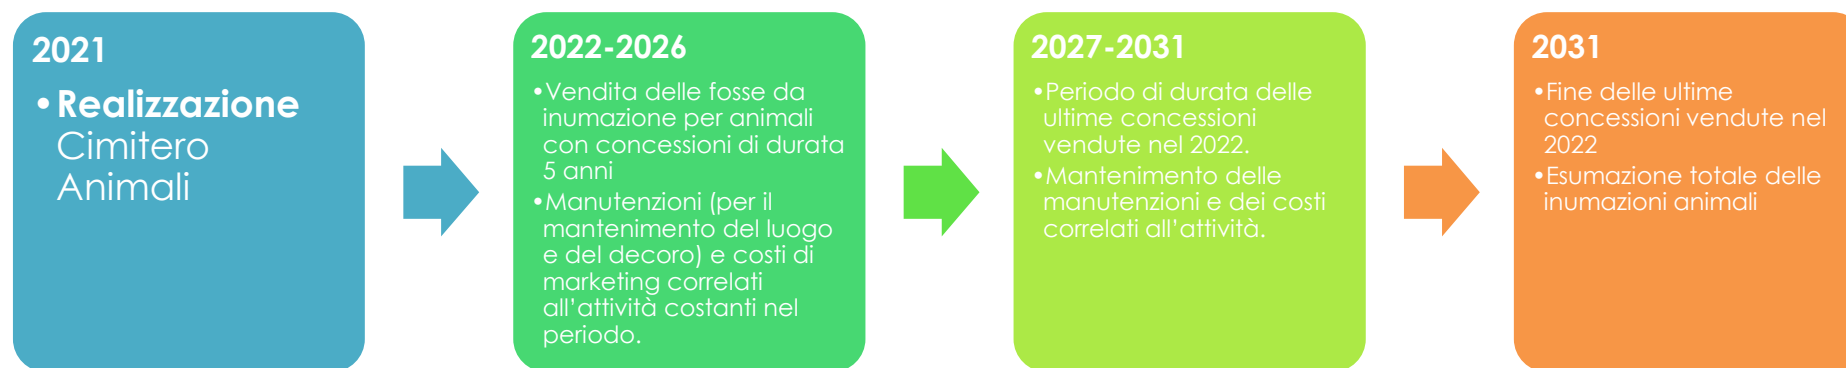 2021
•Realizzazione
Cimitero
Animali
2022-2026
•Vendita delle fosse da
inumazione per animali
con concessioni di durata
5 anni
•Manutenzioni (per il
mantenimento del luogo
e del decoro) e costi di
marketing correlati
all’attività costanti nel
periodo.
2027-2031
•Periodo di durata delle
ultime concessioni
vendute nel 2022.
•Mantenimento delle
manutenzioni e dei costi
correlati all’attività.
2031
•Fine delle ultime
concessioni vendute nel
2022
•Esumazione totale delle
inumazioni animali